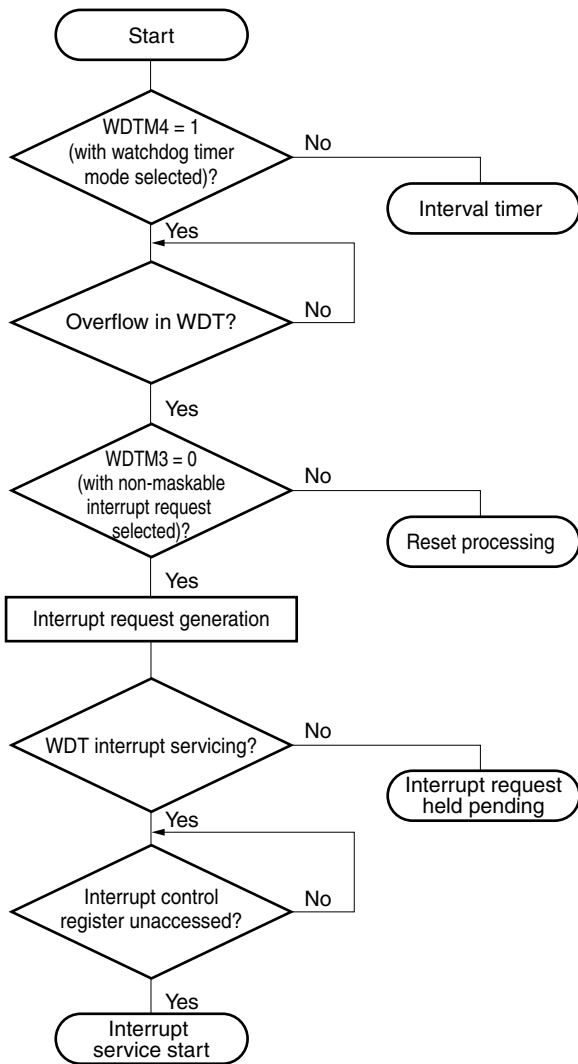 Start
WDTM4 = 1
(with watchdog timer
mode selected)?
No
Interval timer
Yes
Overflow in WDT?
No
Yes
WDTM3 = 0
(with non-maskable
interrupt request
selected)?
No
Reset processing
Yes
Interrupt request generation
WDT interrupt servicing?
No
Interrupt request
held pending
Yes
Interrupt control
register unaccessed?
No
Yes
Interrupt
service start